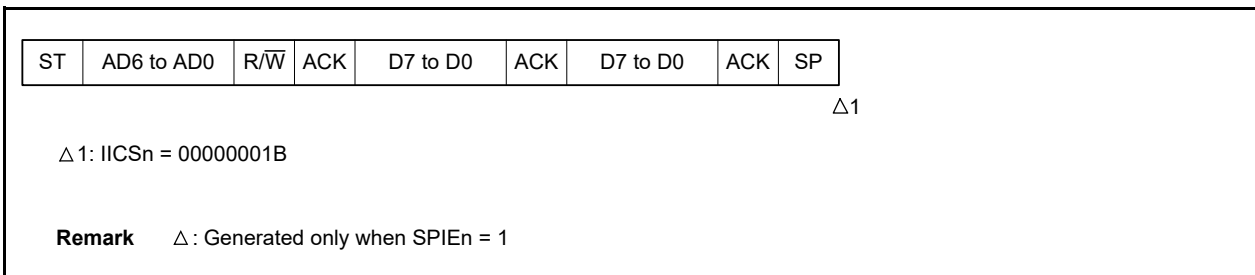 ST AD6 to AD0 R/W̅ ACK D7 to D0 ACK D7 to D0 ACK SP
△1
△1: IICSn = 00000001B
Remark △: Generated only when SPIEn = 1